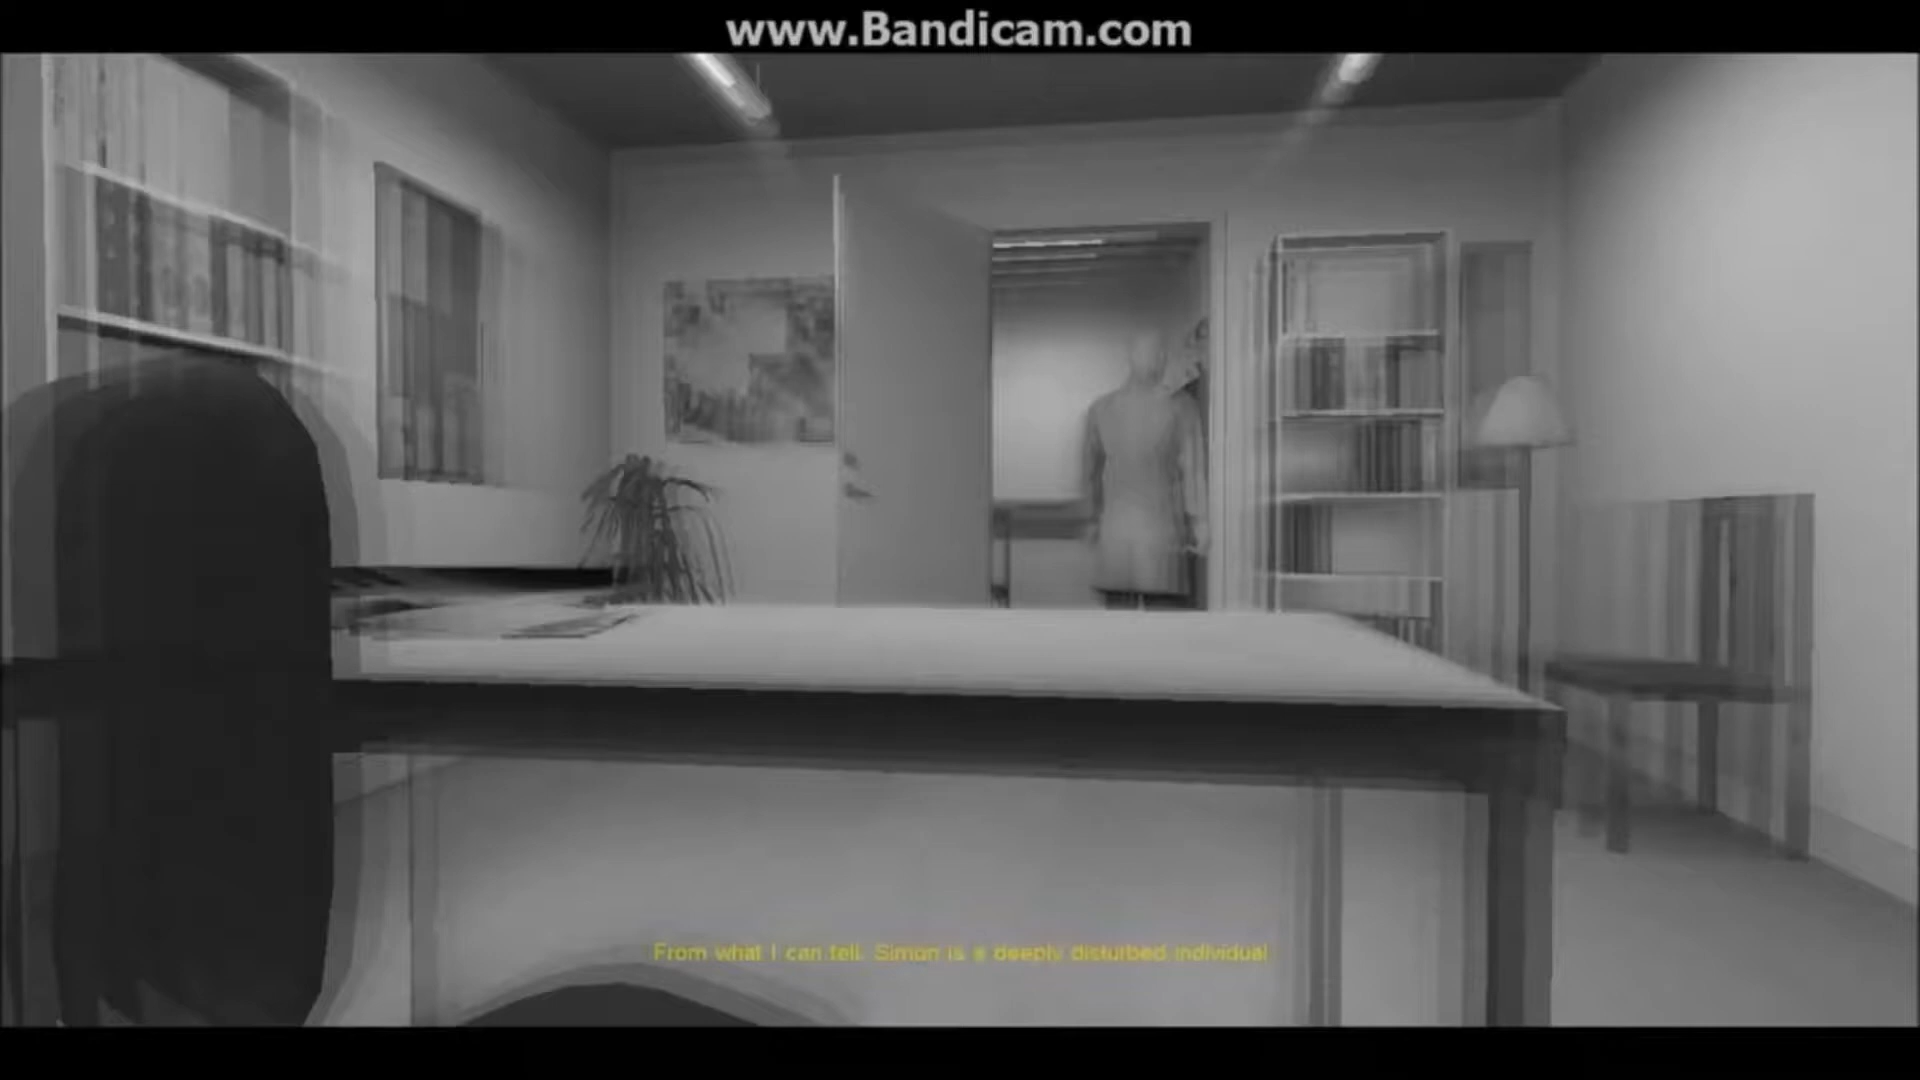 www.Bandicam.com
From what I can tell, Simon is a deeply disturbed individual